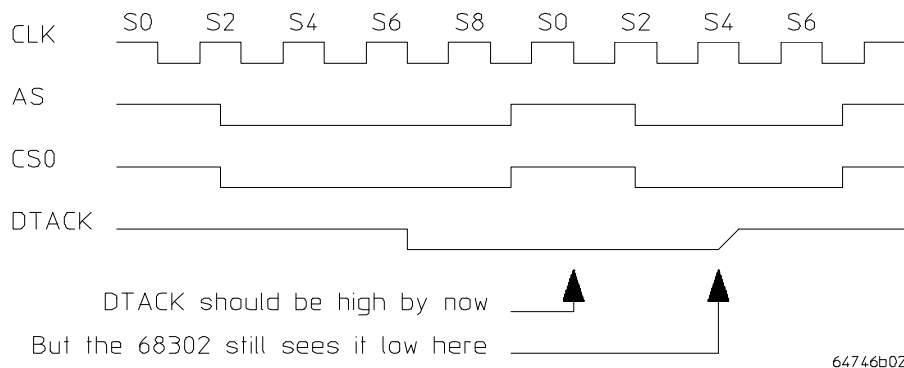 CLK S0 S2 S4 S6 S8 S0 S2 S4 S6
AS
CS0
DTACK
DTACK should be high by now
But the 68302 still sees it low here
64746b02